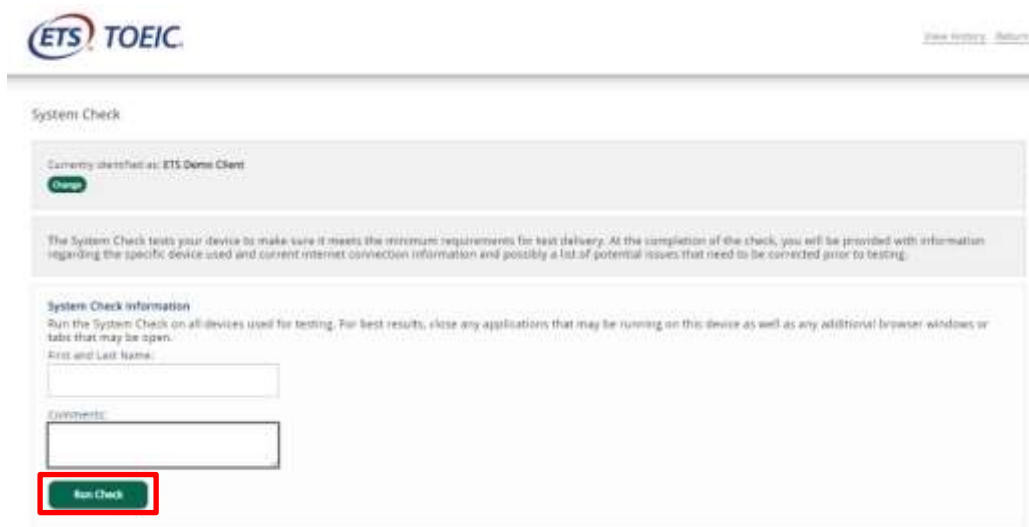 ETS TOEIC.
View History Return
System Check
Currently identified as: ETS Demo Client
Change
The System Check tests your device to make sure it meets the minimum requirements for test delivery. At the completion of the check, you will be provided with information
regarding the specific device used and current internet connection information and possibly a list of potential issues that need to be corrected prior to testing.
System Check Information
Run the System Check on all devices used for testing. For best results, close any applications that may be running on this device as well as any additional browser windows or
tabs that may be open.
First and Last Name:
Comments:
Run Check